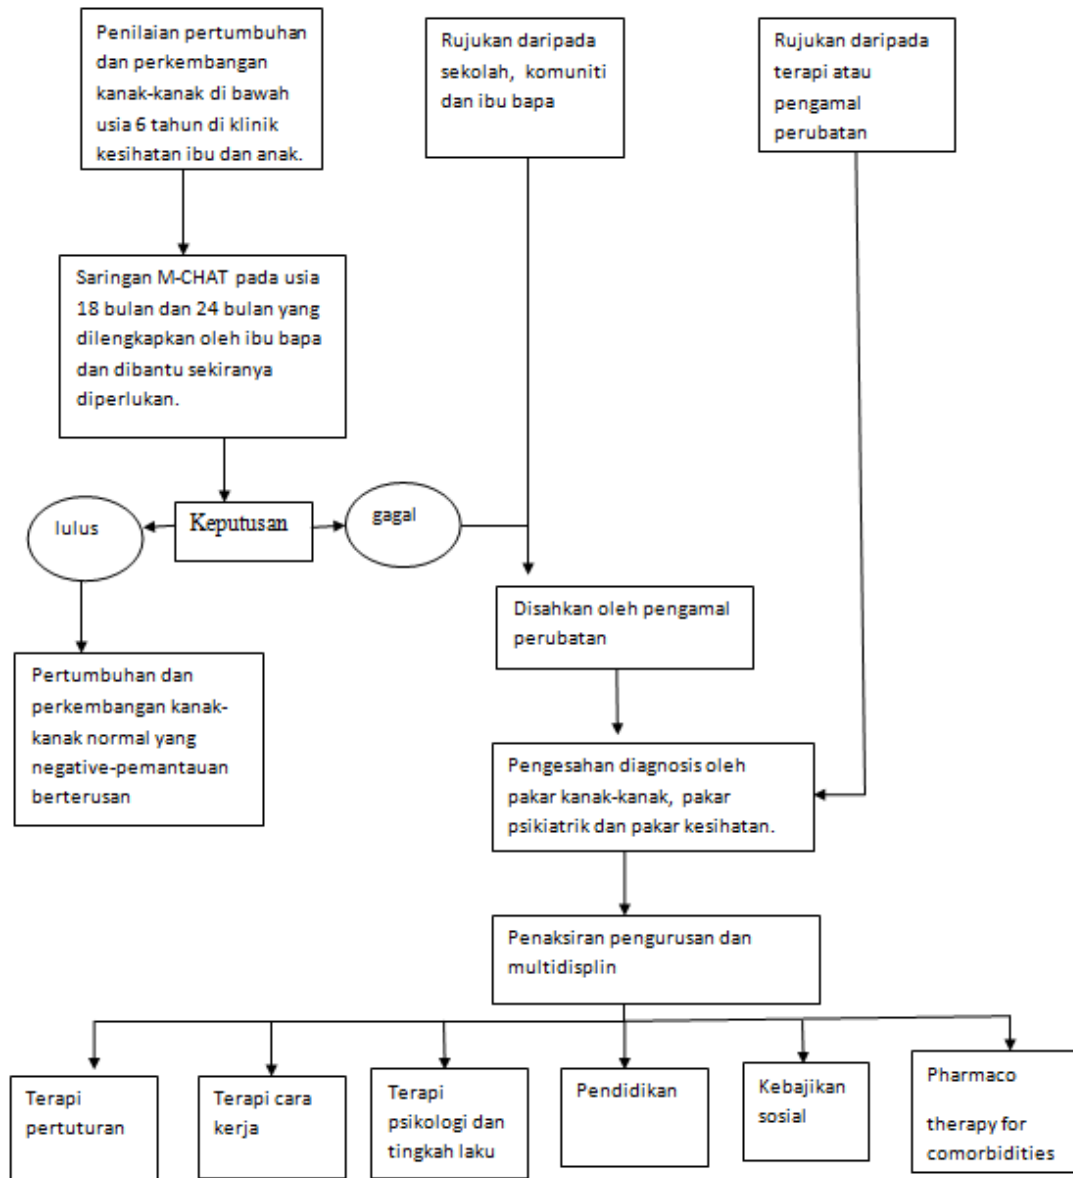 Penilaian pertumbuhan
dan perkembangan
kanak-kanak di bawah
usia 6 tahun di klinik
kesihatan ibu dan anak.
Rujukan daripada
sekolah, komuniti
dan ibu bapa
Rujukan daripada
terapi atau
pengamal
perubatan
Saringan M-CHAT pada usia
18 bulan dan 24 bulan yang
dilengkapkan oleh ibu bapa
dan dibantu sekiranya
diperlukan.
lulus
Keputusan
gagal
Disahkan oleh pengamal
perubatan
Pertumbuhan dan
perkembangan kanak-
kanak normal yang
negative-pemantauan
berterusan
Pengesahan diagnosis oleh
pakar kanak-kanak, pakar
psikiatrik dan pakar kesihatan.
Penaksiran pengurusan dan
multidisplin
Terapi
pertuturan
Terapi cara
kerja
Terapi
psikologi dan
tingkah laku
Pendidikan
Kebajikan
sosial
Pharmaco
therapy for
comorbidities